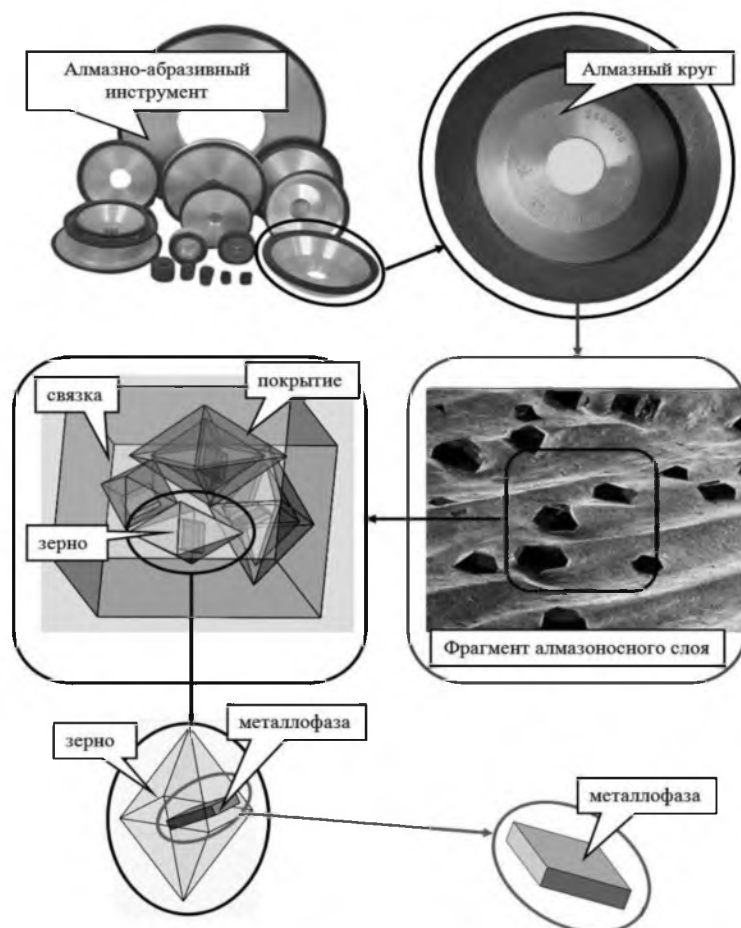 Алмазно-абразивный
инструмент
Алмазный круг
связка
покрытие
зерно
Фрагмент алмазоносного слоя
зерно
металлофаза
металлофаза